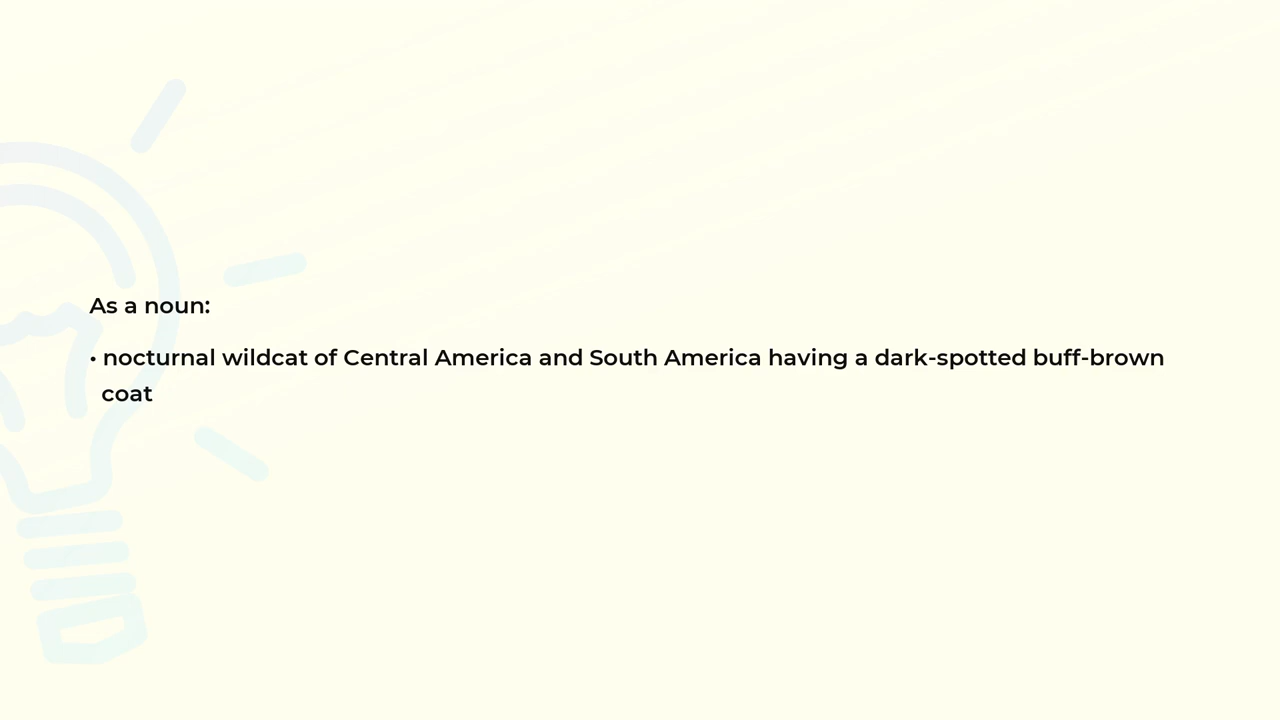 As a noun:
• nocturnal wildcat of Central America and South America having a dark-spotted buff-brown
coat